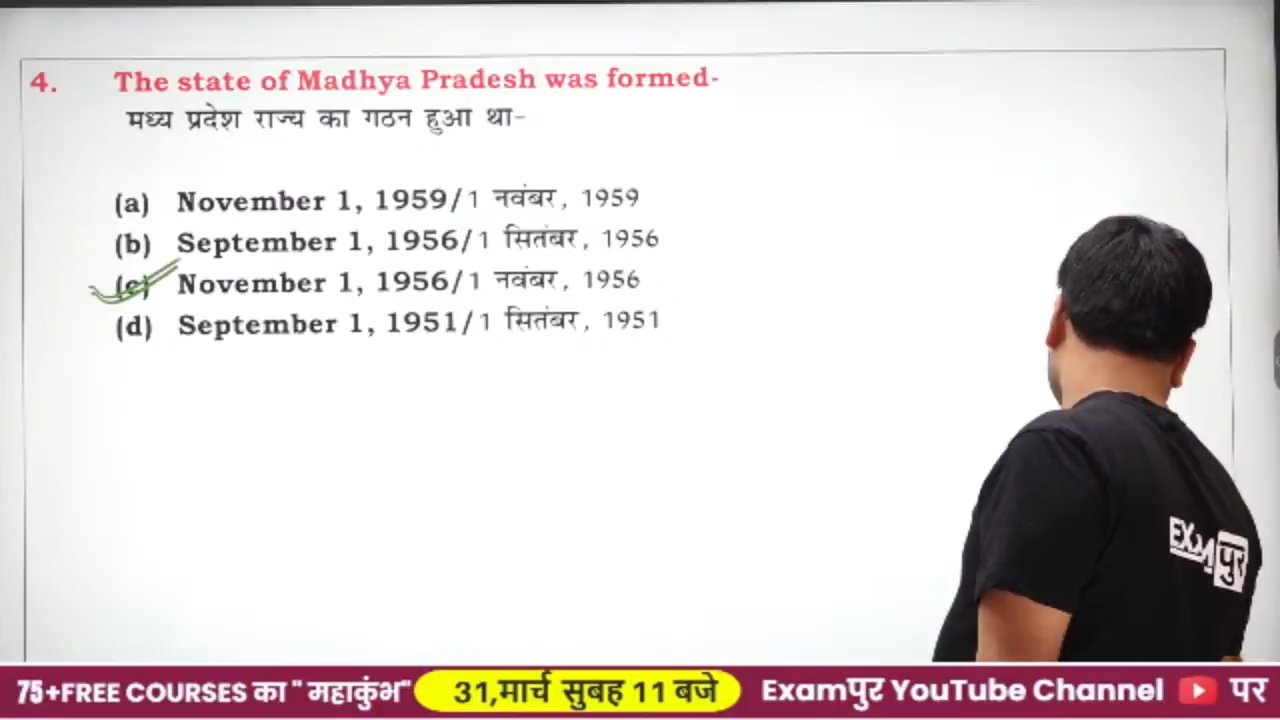 4. The state of Madhya Pradesh was formed-
मध्य प्रदेश राज्य का गठन हुआ था-
(a) November 1, 1959/1 नवंबर, 1959
(b) September 1, 1956/1 सितंबर, 1956
(c) November 1, 1956/1 नवंबर, 1956
(d) September 1, 1951/1 सितंबर, 1951
EXAMपुर
75+FREE COURSES का " महाकुंभ" 31,मार्च सुबह 11 बजे Examपुर YouTube Channel पर